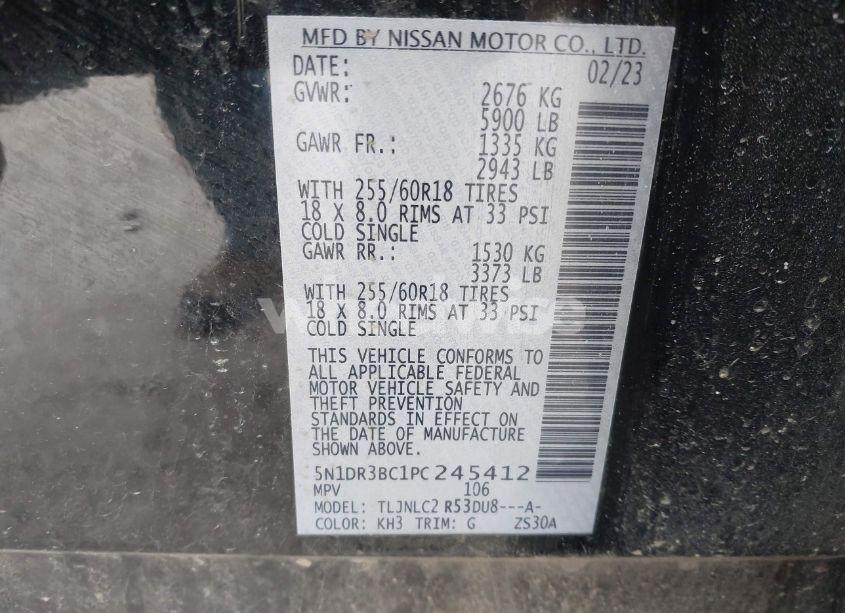 MFD BY NISSAN MOTOR CO., LTD.
DATE: 02/23
GVWR: 2676 KG
5900 LB
GAWR FR.: 1335 KG
2943 LB
WITH 255/60R18 TIRES
18 X 8.0 RIMS AT 33 PSI
COLD SINGLE
GAWR RR.: 1530 KG
3373 LB
WITH 255/60R18 TIRES
18 X 8.0 RIMS AT 33 PSI
COLD SINGLE
THIS VEHICLE CONFORMS TO
ALL APPLICABLE FEDERAL
MOTOR VEHICLE SAFETY AND
THEFT PREVENTION
STANDARDS IN EFFECT ON
THE DATE OF MANUFACTURE
SHOWN ABOVE.
5N1DR3BC1PC245412
MPV 106
MODEL: TLJNLC2 R53DU8---A-
COLOR: KH3 TRIM: G ZS30A